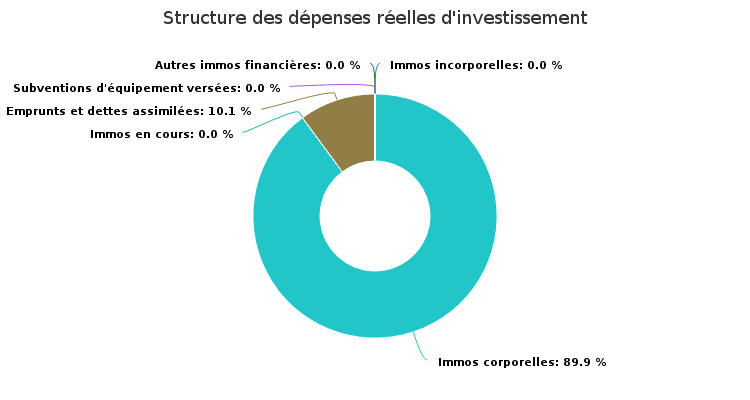 Structure des dépenses réelles d'investissement
Autres immos financières: 0.0 %
Immos incorporelles: 0.0 %
Subventions d'équipement versées: 0.0 %
Emprunts et dettes assimilées: 10.1 %
Immos en cours: 0.0 %
Immos corporelles: 89.9 %